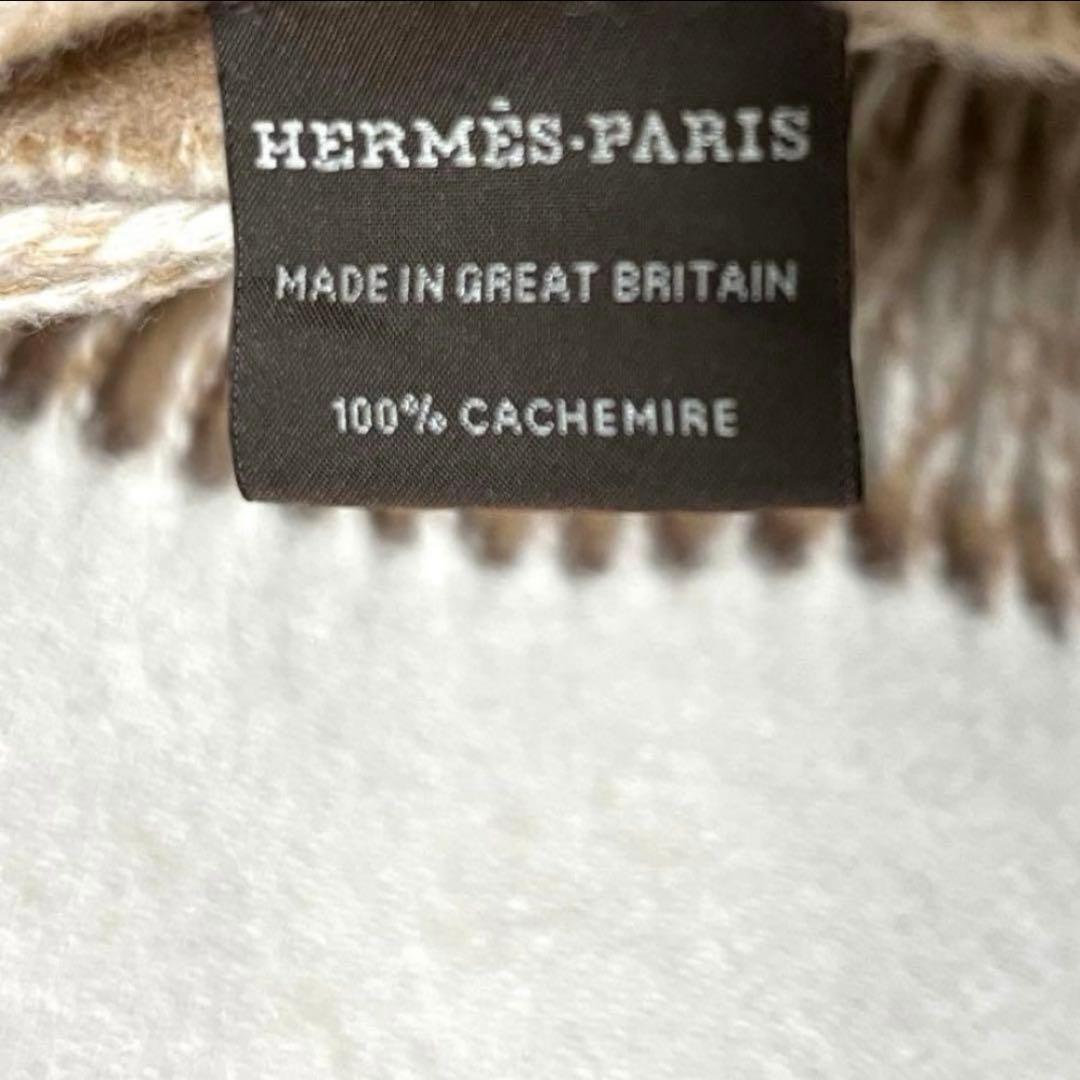 HERMÈS·PARIS
MADE IN GREAT BRITAIN
100% CACHEMIRE